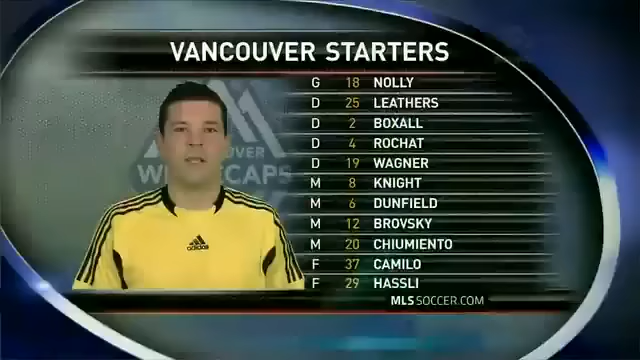 VANCOUVER STARTERS
G 18 NOLLY
D 25 LEATHERS
D 2 BOXALL
D 4 ROCHAT
D 19 WAGNER
M 8 KNIGHT
M 6 DUNFIELD
M 12 BROVSKY
M 20 CHIUMIENTO
F 37 CAMILO
F 29 HASSLI
adidas
MLSSOCCER.COM